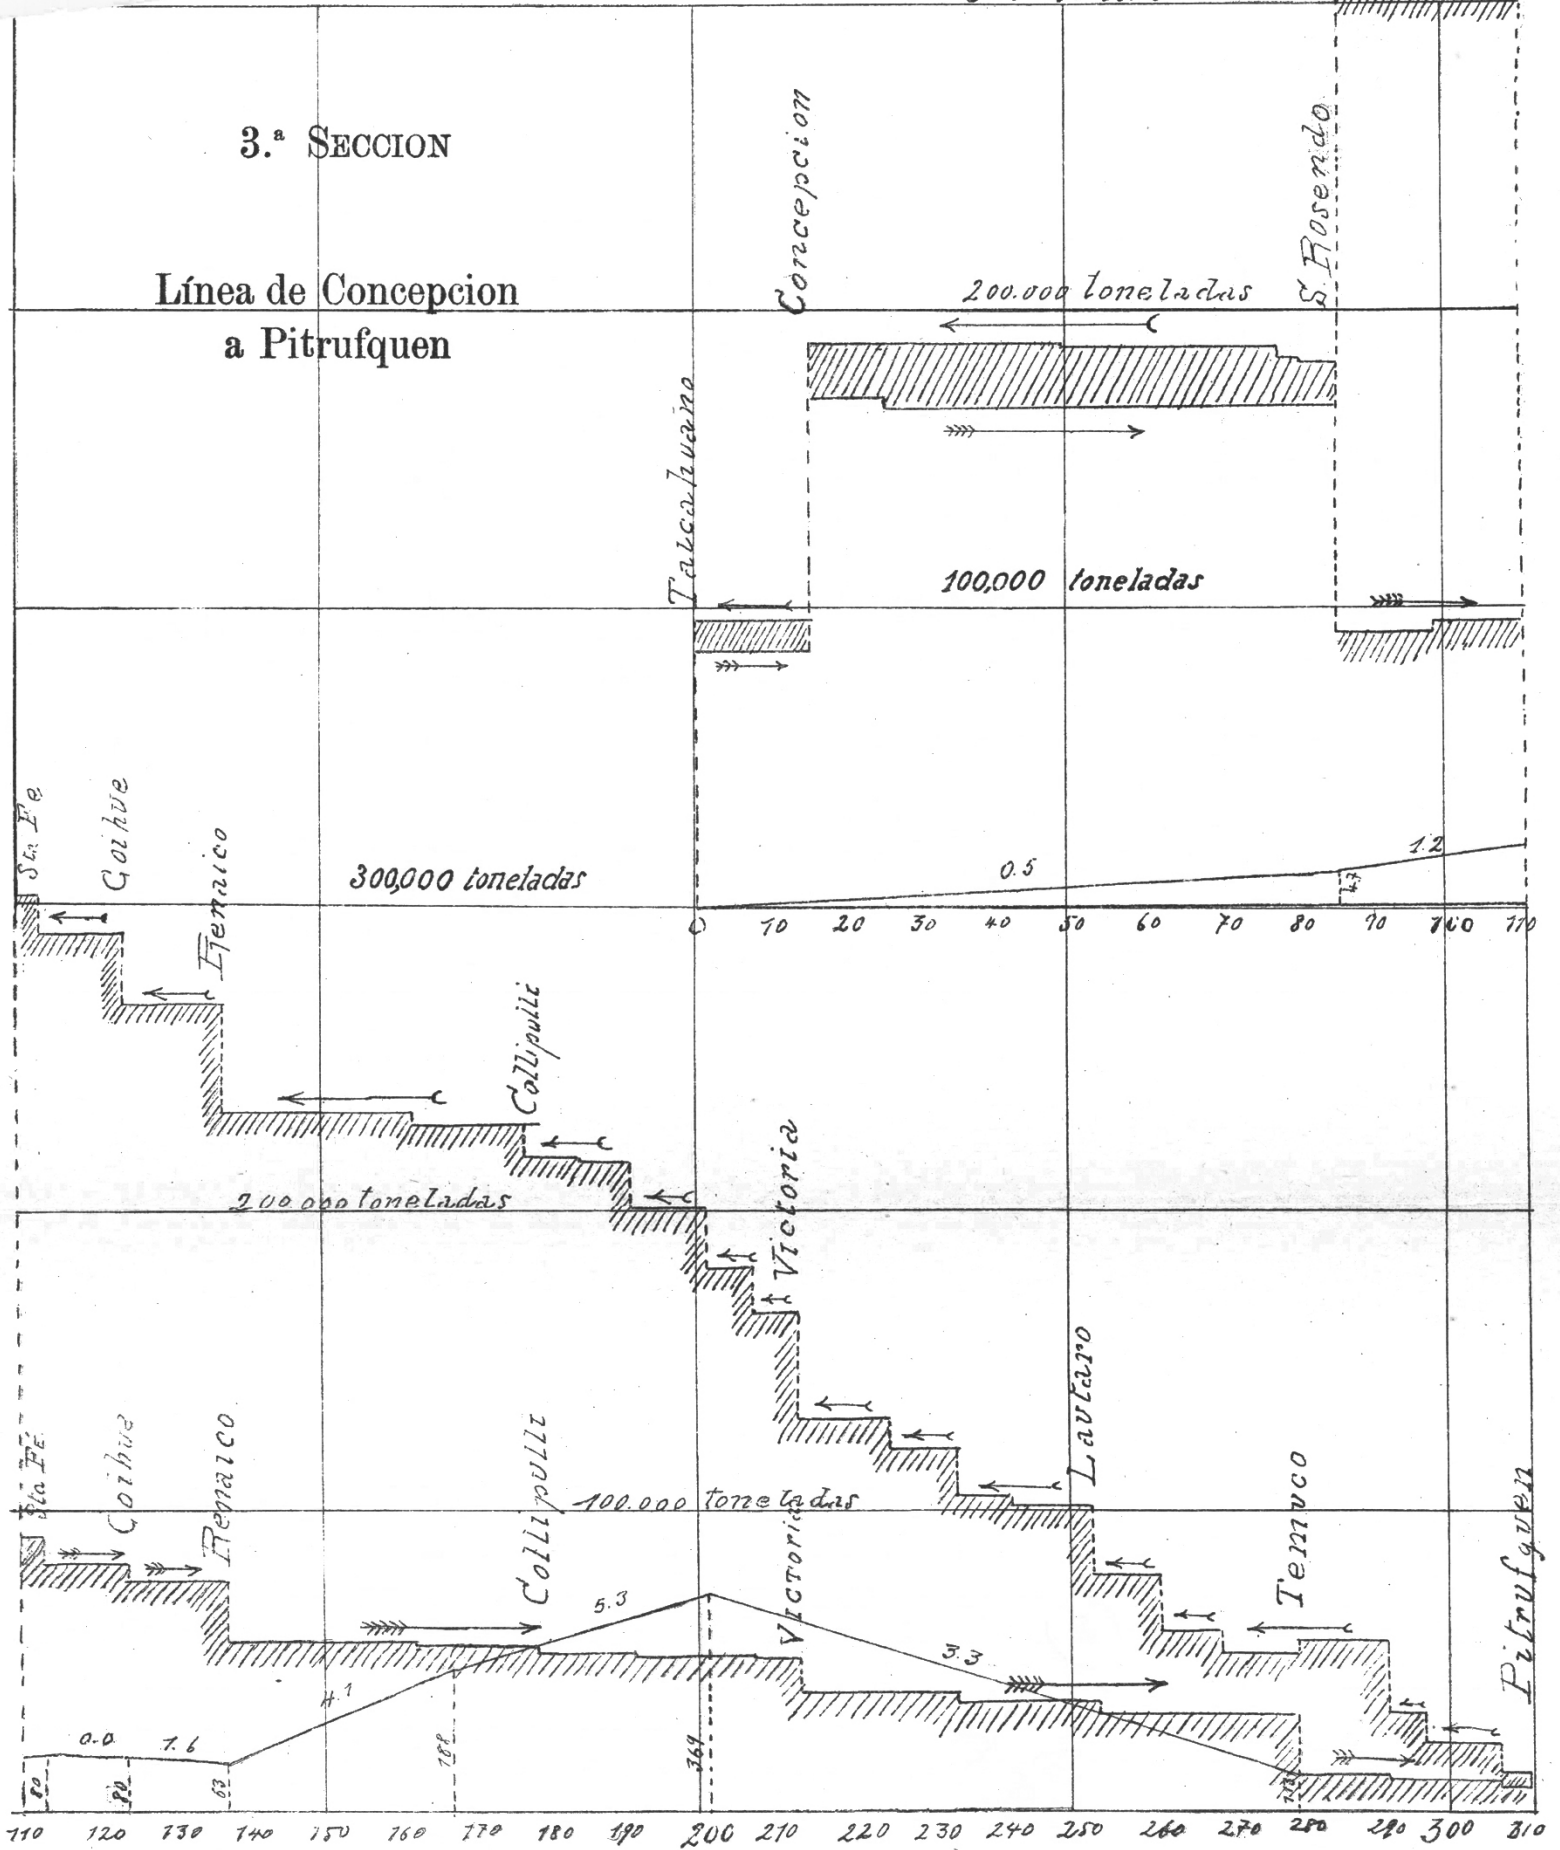 3.ª SECCION
Línea de Concepcion
a Pitrufquen
Concepcion
S. Rosendo
200.000 toneladas
Talcahuano
100,000 toneladas
0.5
1.2
47
0 10 20 30 40 50 60 70 80 90 100 110
Sta Fe
Coihue
Renaico
300,000 toneladas
Collipulli
200.000 toneladas
Victoria
Lautaro
Sta Fé
Coihue
Renaico
Collipulli
100.000 toneladas
Victoria
Temuco
Pitrufquen
0.0
1.6
4.1
5.3
3.3
80
80
63
188
369
110 120 130 140 150 160 170 180 190 200 210 220 230 240 250 260 270 280 290 300 310